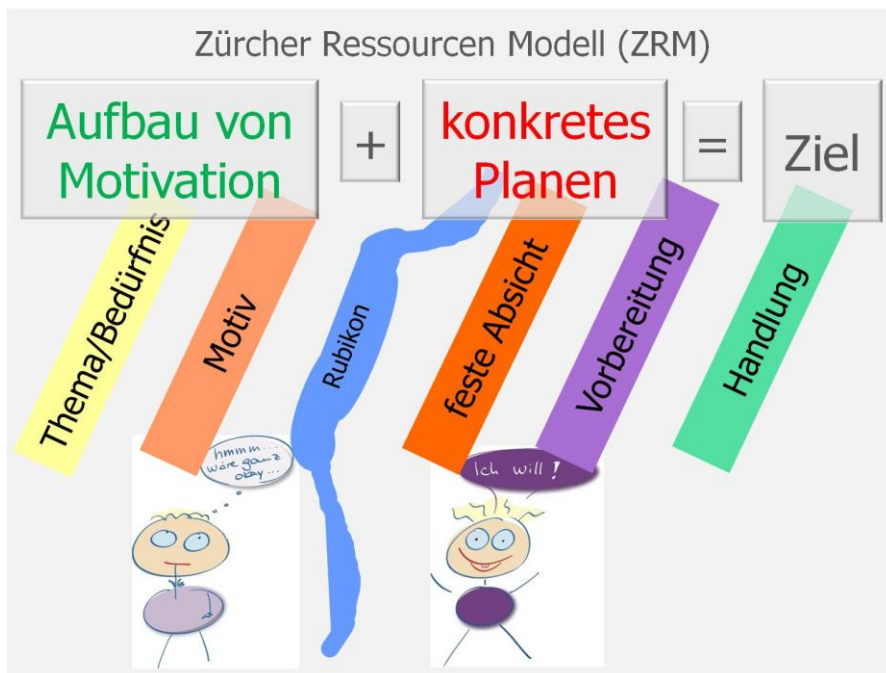 Zürcher Ressourcen Modell (ZRM)
Aufbau von
Motivation
+
konkretes
Planen
=
Ziel
Thema/Bedürfnis
Motiv
Rubikon
feste Absicht
Vorbereitung
Handlung
hmmm...
wäre ganz
okay...
Ich will!